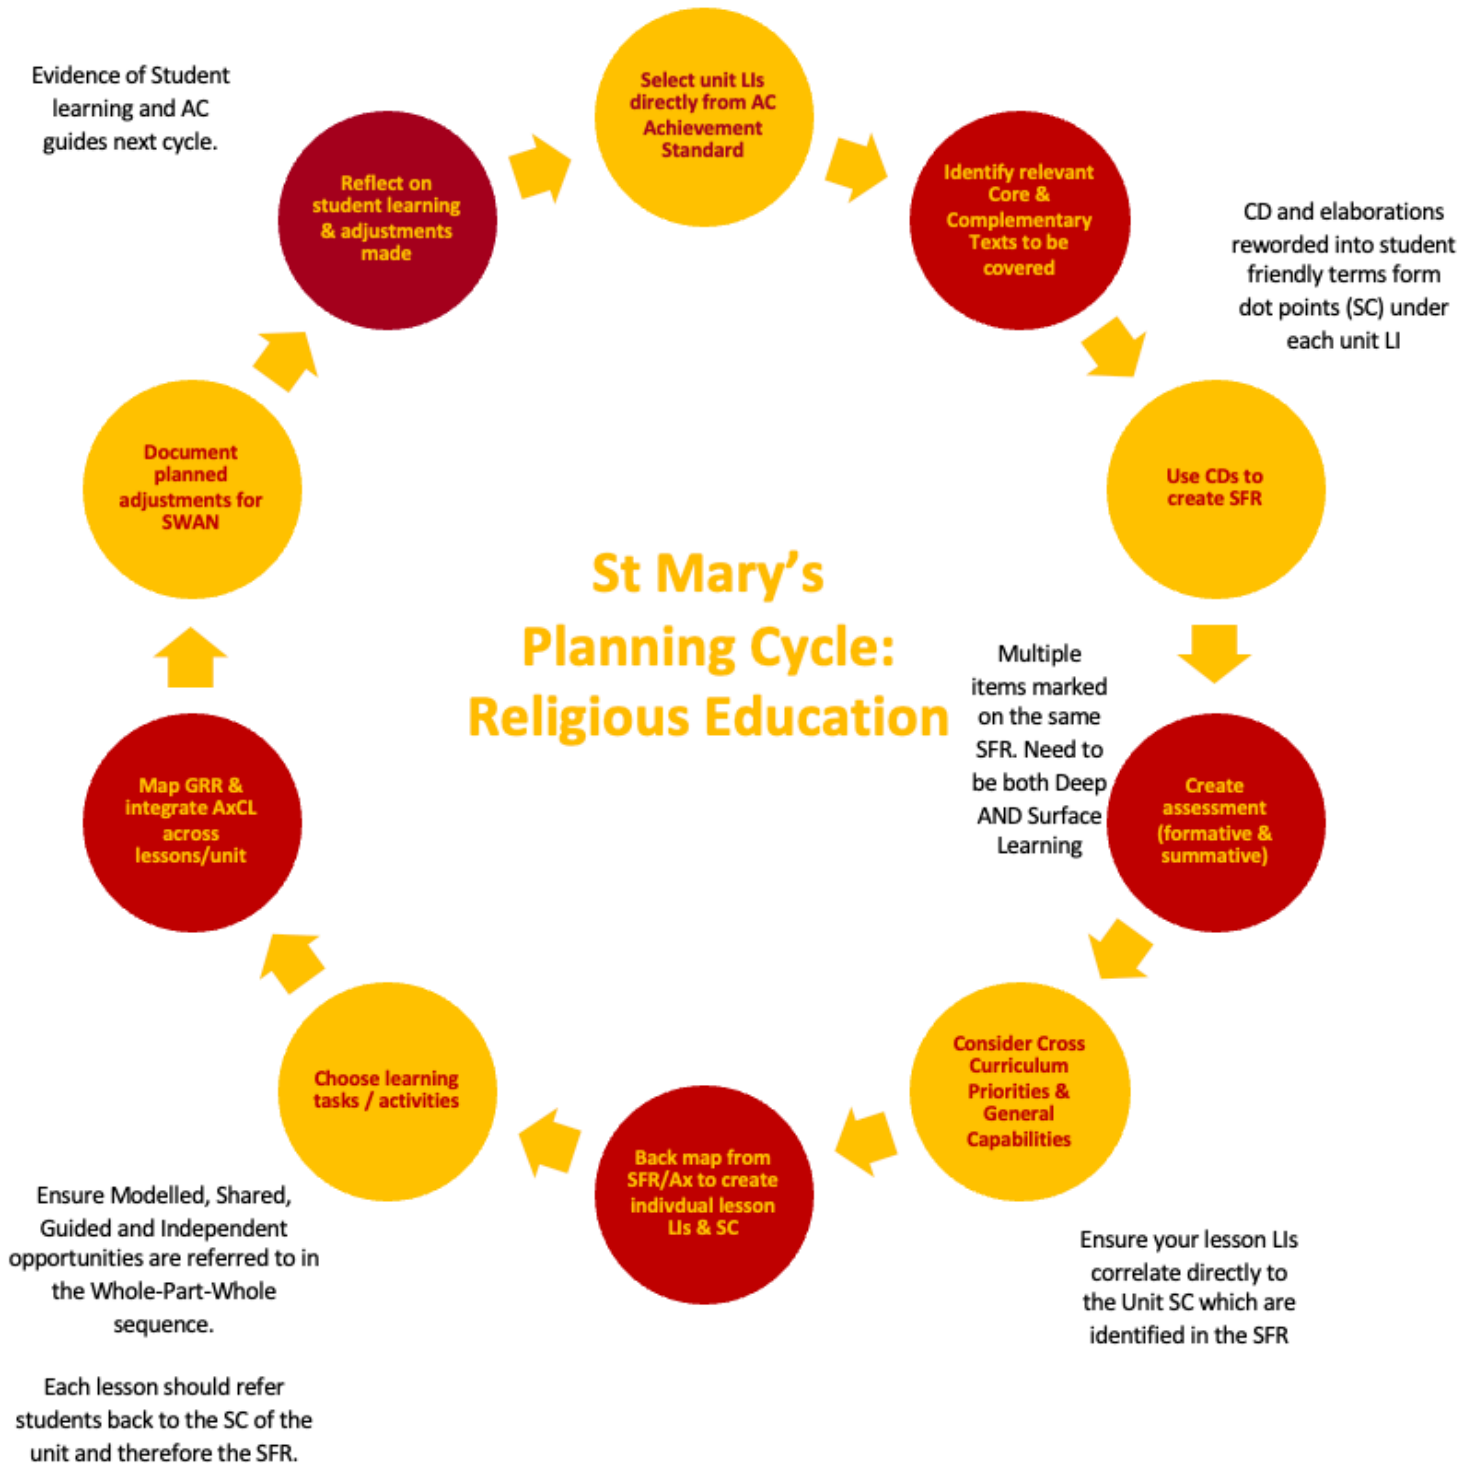 Evidence of Student
learning and AC
guides next cycle.
Select unit LIs
directly from AC
Achievement
Standard
Identify relevant
Core &
Complementary
Texts to be
covered
CD and elaborations
reworded into student
friendly terms form
dot points (SC) under
each unit LI
Use CDs to
create SFR
Multiple
items marked
on the same
SFR. Need to
be both Deep
AND Surface
Learning
Create
assessment
(formative &
summative)
Consider Cross
Curriculum
Priorities &
General
Capabilities
Ensure your lesson LIs
correlate directly to
the Unit SC which are
identified in the SFR
Back map from
SFR/Ax to create
indivdual lesson
LIs & SC
Choose learning
tasks / activities
Ensure Modelled, Shared,
Guided and Independent
opportunities are referred to in
the Whole-Part-Whole
sequence.
Each lesson should refer
students back to the SC of the
unit and therefore the SFR.
Map GRR &
integrate AxCL
across
lessons/unit
Document
planned
adjustments for
SWAN
Reflect on
student learning
& adjustments
made
St Mary's
Planning Cycle:
Religious Education